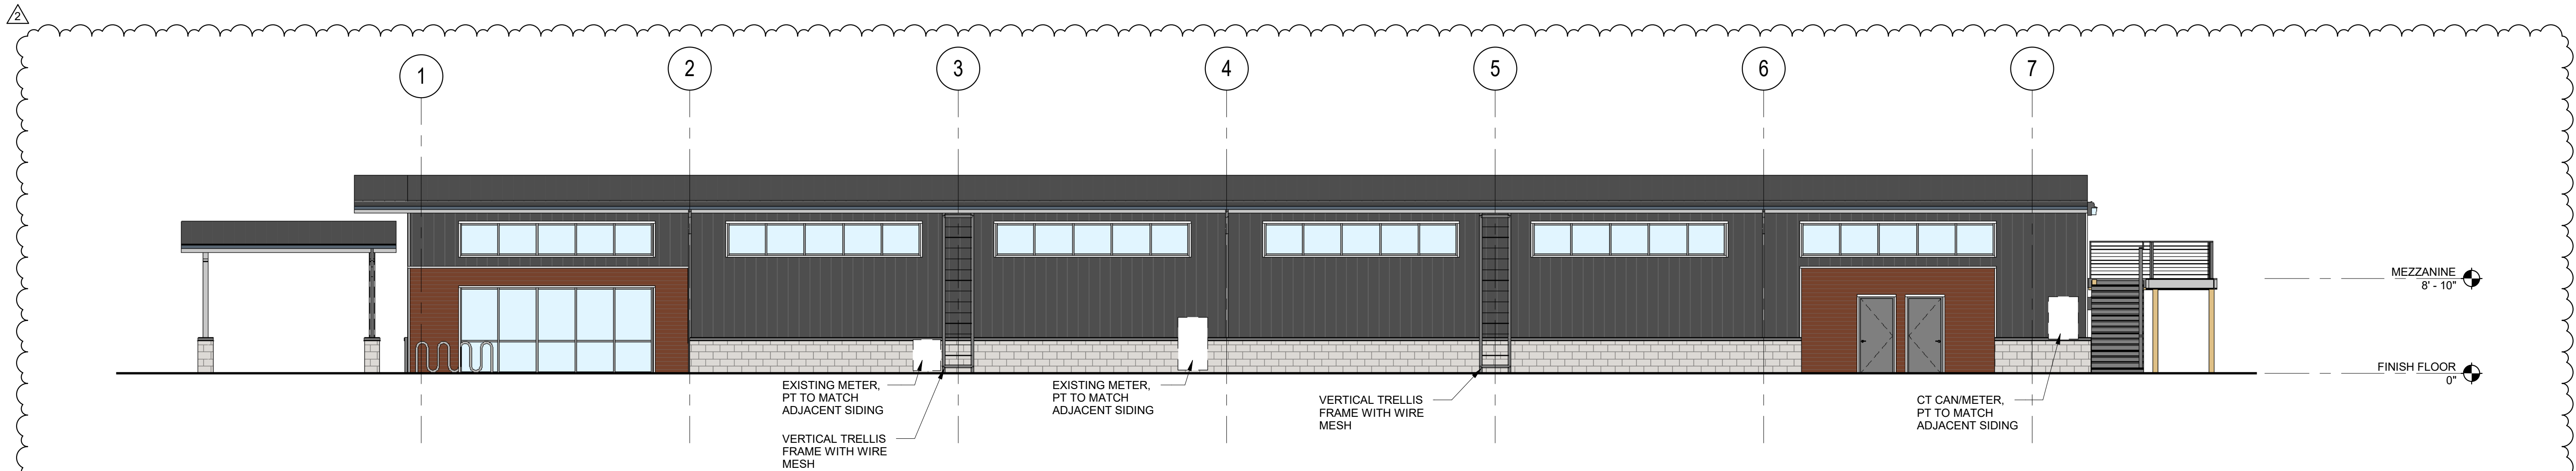 2
1
2
3
4
5
6
7
MEZZANINE
8' - 10"
FINISH FLOOR
0"
EXISTING METER,
PT TO MATCH
ADJACENT SIDING
VERTICAL TRELLIS
FRAME WITH WIRE
MESH
EXISTING METER,
PT TO MATCH
ADJACENT SIDING
VERTICAL TRELLIS
FRAME WITH WIRE
MESH
CT CAN/METER,
PT TO MATCH
ADJACENT SIDING